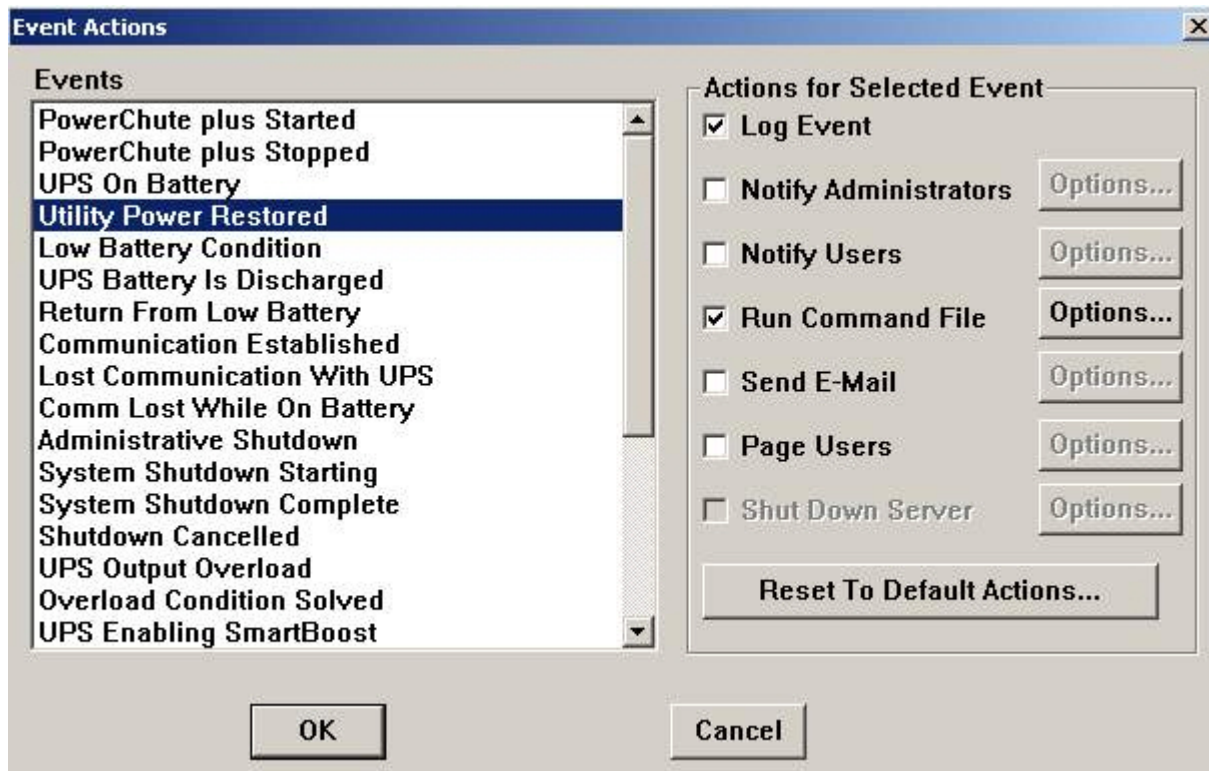 Event Actions
Events
PowerChute plus Started
PowerChute plus Stopped
UPS On Battery
Utility Power Restored
Low Battery Condition
UPS Battery Is Discharged
Return From Low Battery
Communication Established
Lost Communication With UPS
Comm Lost While On Battery
Administrative Shutdown
System Shutdown Starting
System Shutdown Complete
Shutdown Cancelled
UPS Output Overload
Overload Condition Solved
UPS Enabling SmartBoost
Actions for Selected Event
Log Event
Notify Administrators Options...
Notify Users Options...
Run Command File Options...
Send E-Mail Options...
Page Users Options...
Shut Down Server Options...
Reset To Default Actions...
OK Cancel